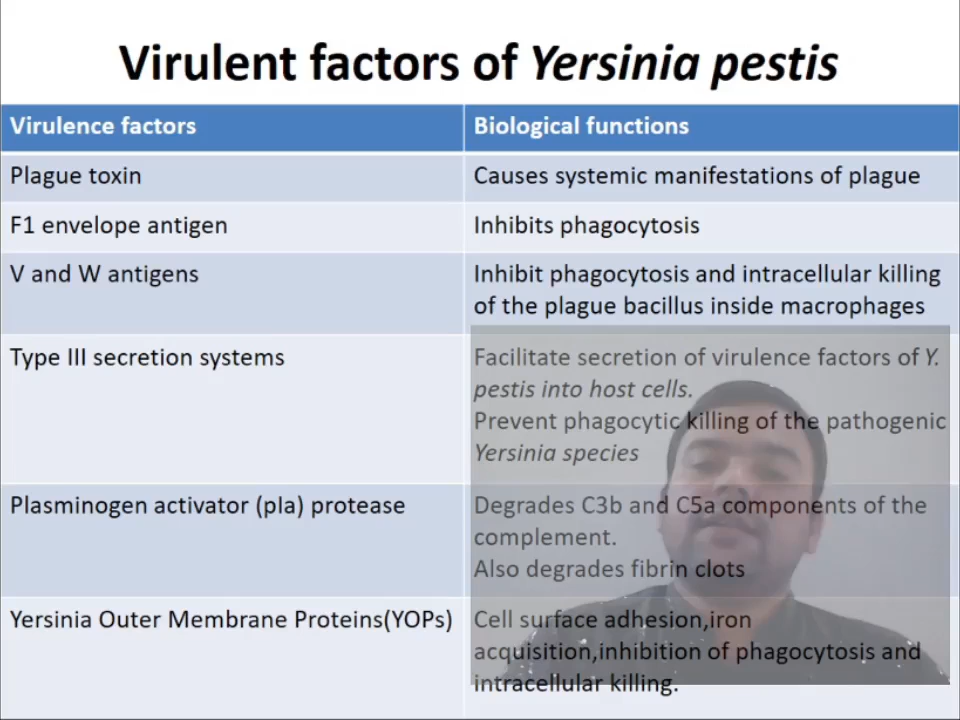 Virulent factors of Yersinia pestis
Virulence factors
Biological functions
Plague toxin
Causes systemic manifestations of plague
F1 envelope antigen
Inhibits phagocytosis
V and W antigens
Inhibit phagocytosis and intracellular killing
of the plague bacillus inside macrophages
Type III secretion systems
Facilitate secretion of virulence factors of Y.
pestis into host cells.
Prevent phagocytic killing of the pathogenic
Yersinia species
Plasminogen activator (pla) protease
Degrades C3b and C5a components of the
complement.
Also degrades fibrin clots
Yersinia Outer Membrane Proteins(YOPs)
Cell surface adhesion,iron
acquisition,inhibition of phagocytosis and
intracellular killing.